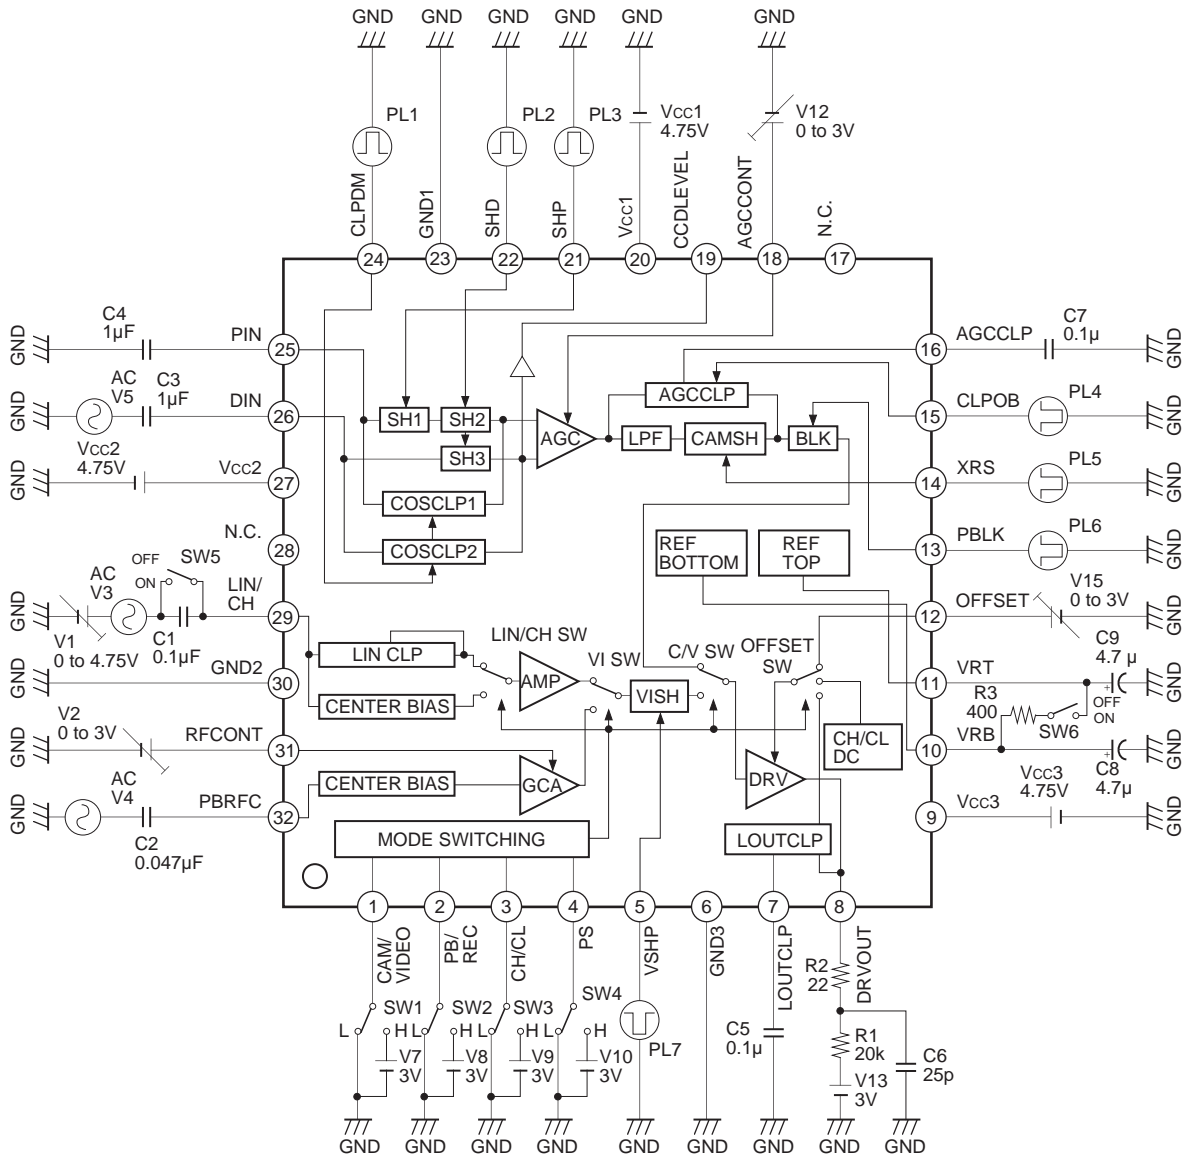 GND GND GND GND GND GND
PL1 PL2 PL3 Vcc1
4.75V
V12
0 to 3V
CLPDM GND1 SHD SHP Vcc1 CCDLEVEL AGCCONT N.C.
24 23 22 21 20 19 18 17
GND C4
1μF
PIN 25
GND AC
V5
C3
1μF
DIN 26
GND Vcc2
4.75V
Vcc2 27
N.C. 28
GND V1
0 to 4.75V
AC
V3
OFF
ON
SW5
C1
0.1μF
LIN/
CH
29
GND GND2 30
GND V2
0 to 3V
RFCONT 31
GND AC
V4
C2
0.047μF
PBRFC 32
SH1 SH2 SH3
AGC
AGCCLP
LPF CAMSH BLK
COSCLP1
COSCLP2
REF
BOTTOM
REF
TOP
LIN CLP
CENTER BIAS
LIN/CH SW
AMP
VI SW
VISH
C/V SW
OFFSET
SW
CH/CL
DC
CENTER BIAS
GCA
DRV
MODE SWITCHING
LOUTCLP
16 AGCCLP C7
0.1μ
GND
15 CLPOB PL4 GND
14 XRS PL5 GND
13 PBLK PL6 GND
12 OFFSET V15
0 to 3V
GND
11 VRT C9
4.7 μ
+
GND
R3
400
SW6
OFF
ON
10 VRB C8
4.7μ
+
GND
9 Vcc3 Vcc3
4.75V
GND
1 2 3 4 5 6 7 8
CAM/
VIDEO
PB/
REC
CH/CL
PS
VSHP
GND3
LOUTCLP
DRVOUT
L SW1 H
V7
3V
L SW2 H
V8
3V
L SW3 H
V9
3V
L SW4 H
V10
3V
PL7
C5
0.1μ
R2
22
R1
20k
V13
3V
C6
25p
GND GND GND GND GND GND GND GND GND